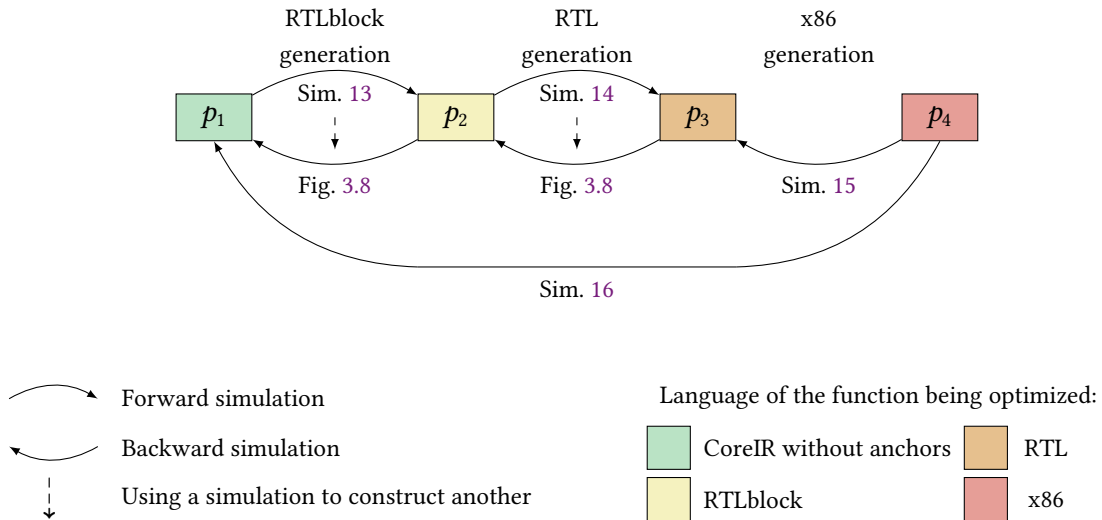 RTLblock
generation
RTL
generation
x86
generation
Sim. 13
Sim. 14
p1
p2
p3
p4
Fig. 3.8
Fig. 3.8
Sim. 15
Sim. 16
Forward simulation
Backward simulation
Using a simulation to construct another
Language of the function being optimized:
CoreIR without anchors
RTL
RTLblock
x86